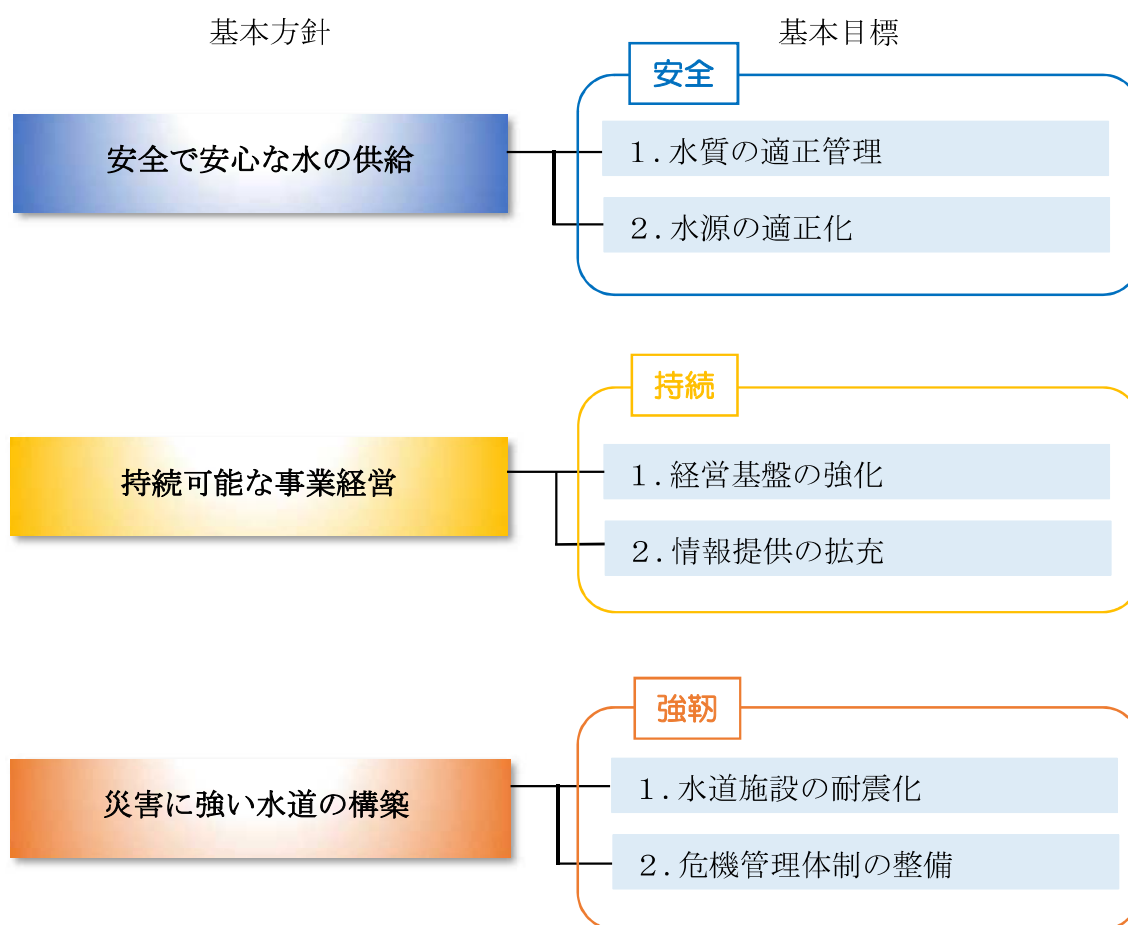 基本方針
基本目標
安全
安全で安心な水の供給
1.水質の適正管理
2.水源の適正化
持続
持続可能な事業経営
1.経営基盤の強化
2.情報提供の拡充
強靭
災害に強い水道の構築
1.水道施設の耐震化
2.危機管理体制の整備